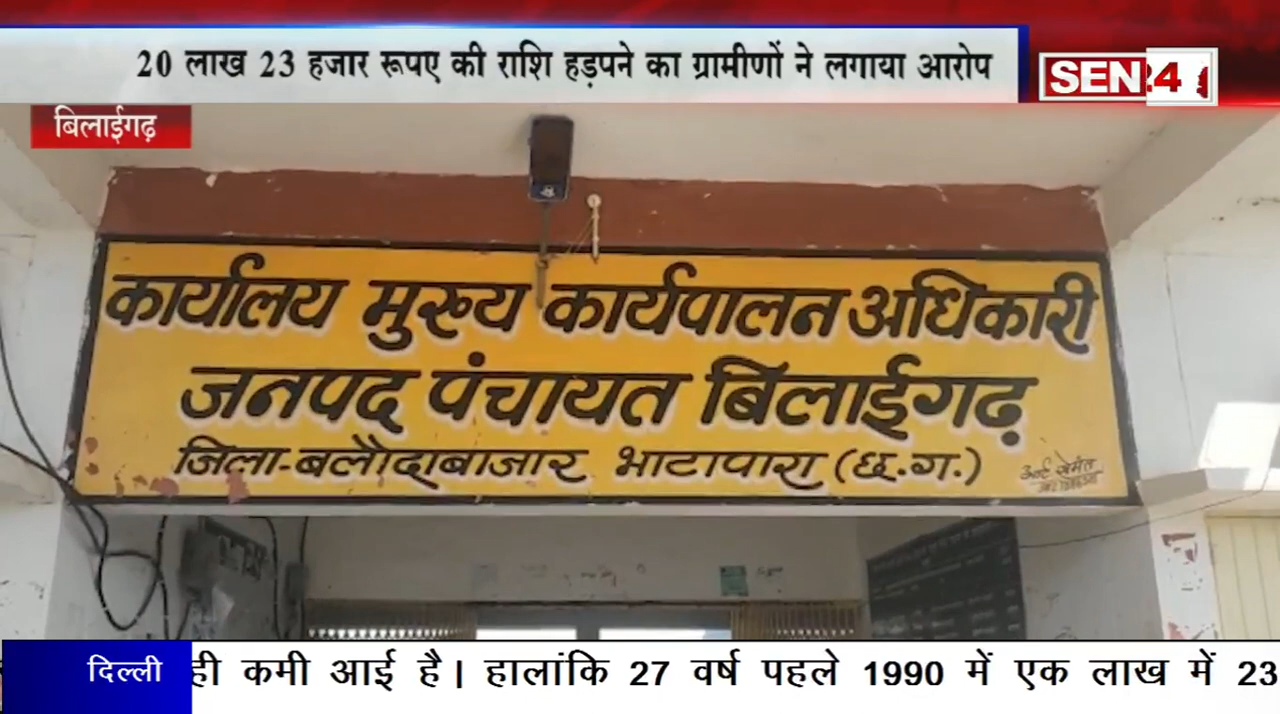 20 लाख 23 हजार रूपए की राशि हड़पने का ग्रामीणों ने लगाया आरोप
SEN24
बिलाईगढ़
कार्यालय मुख्य कार्यपालन अधिकारी
जनपद पंचायत बिलाईगढ़
जिला-बलौदाबाजार भाटापारा (छ.ग.)
दिल्ली
ही कमी आई है। हालांकि 27 वर्ष पहले 1990 में एक लाख में 23